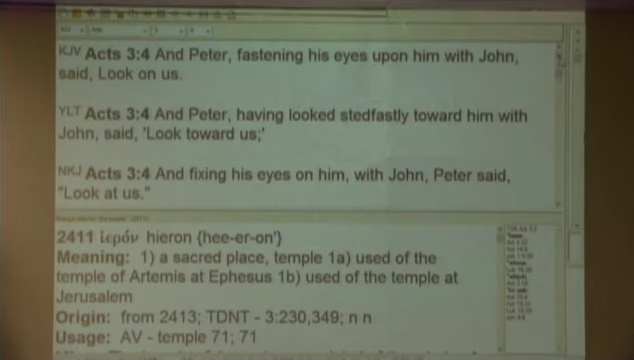 KJV Acts 3:4 And Peter, fastening his eyes upon him with John,
said, Look on us.
YLT Acts 3:4 And Peter, having looked stedfastly toward him with
John, said, 'Look toward us;'
NKJ Acts 3:4 And fixing his eyes on him, with John, Peter said,
"Look at us."
2411 ἱερόν hieron {hee-er-on'}
Meaning: 1) a sacred place, temple 1a) used of the
temple of Artemis at Ephesus 1b) used of the temple at
Jerusalem
Origin: from 2413; TDNT - 3:230,349; n n
Usage: AV - temple 71; 71